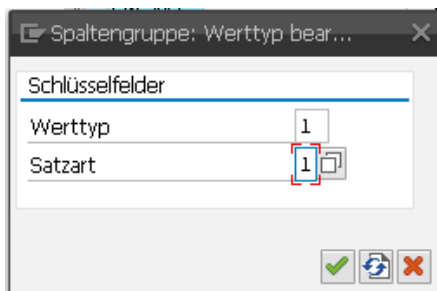 Spaltengruppe: Werttyp bear...
Schlüsselfelder
Werttyp 1
Satzart 1